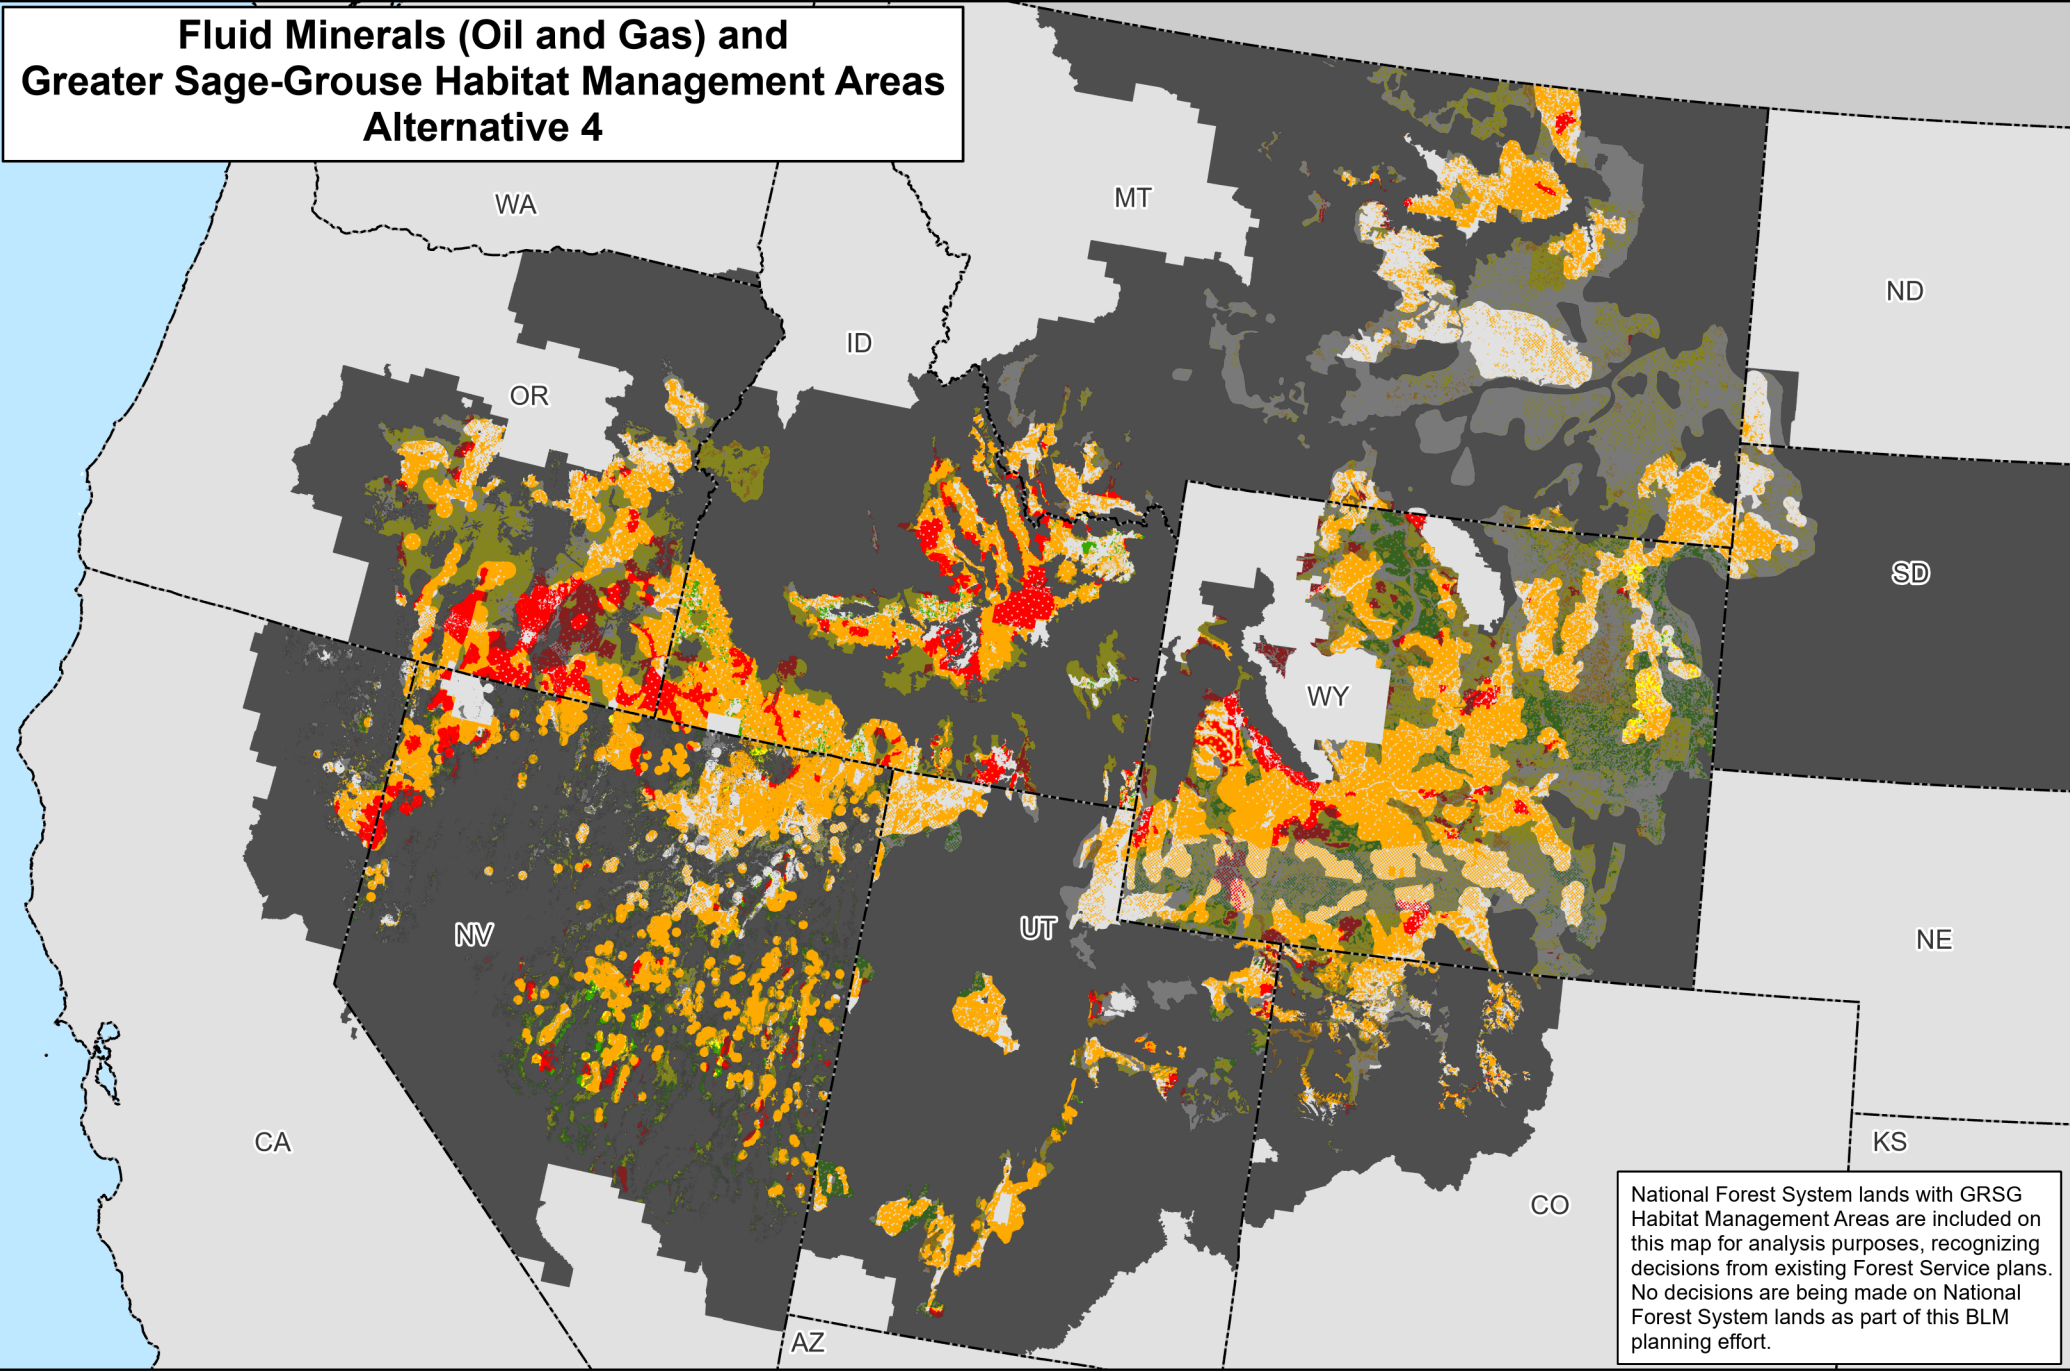 Fluid Minerals (Oil and Gas) and
Greater Sage-Grouse Habitat Management Areas
Alternative 4
WA
MT
ND
ID
OR
SD
WY
NV
UT
NE
CA
KS
CO
AZ
National Forest System lands with GRSG
Habitat Management Areas are included on
this map for analysis purposes, recognizing
decisions from existing Forest Service plans.
No decisions are being made on National
Forest System lands as part of this BLM
planning effort.